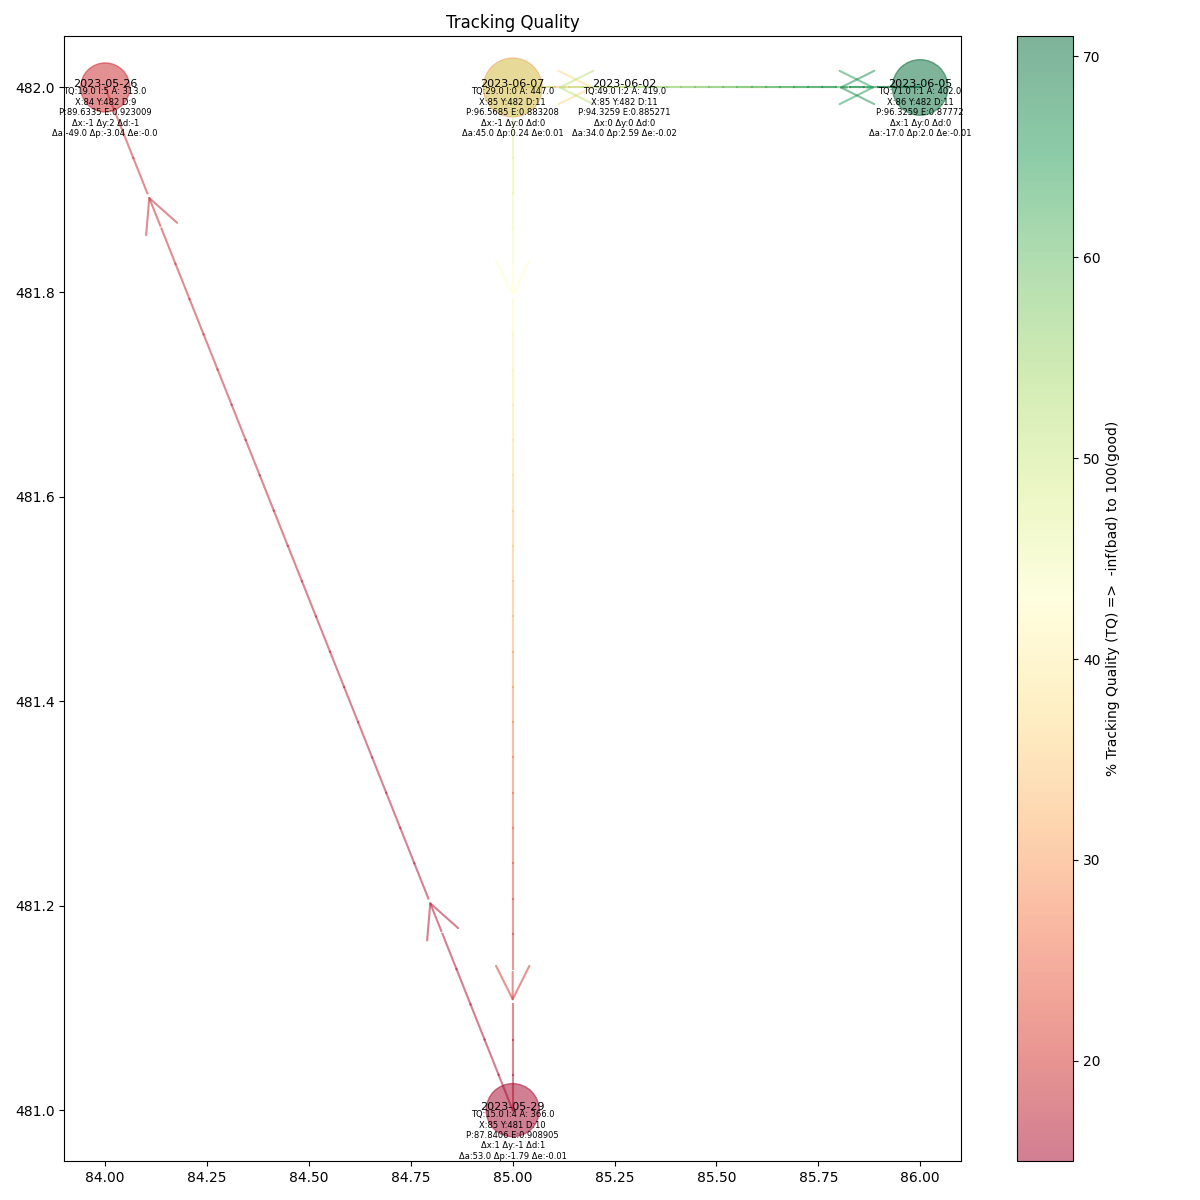 Tracking Quality
2023-05-26
TQ:19.0 I:5 A: 313.0
X:84 Y:482 D:9
P:89.6335 E:0.923009
Δx:-1 Δy:2 Δd:-1
Δa:-49.0 Δp:-3.04 Δe:-0.0
2023-06-07
TQ:29.0 I:0 A: 447.0
X:85 Y:482 D:11
P:96.5685 E:0.883208
Δx:-1 Δy:0 Δd:0
Δa:45.0 Δp:0.24 Δe:0.01
2023-06-02
TQ:49.0 I:2 A: 419.0
X:85 Y:482 D:11
P:94.3259 E:0.885271
Δx:0 Δy:0 Δd:0
Δa:34.0 Δp:2.59 Δe:-0.02
2023-06-05
TQ:71.0 I:1 A: 402.0
X:86 Y:482 D:11
P:96.3259 E:0.87772
Δx:1 Δy:0 Δd:0
Δa:-17.0 Δp:2.0 Δe:-0.01
2023-05-29
TQ:15.0 I:4 A: 366.0
X:85 Y:481 D:10
P:87.8406 E:0.908905
Δx:1 Δy:-1 Δd:1
Δa:53.0 Δp:-1.79 Δe:-0.01
482.0
481.8
481.6
481.4
481.2
481.0
84.00 84.25 84.50 84.75 85.00 85.25 85.50 85.75 86.00
70
60
50
40
30
20
% Tracking Quality (TQ) => -inf(bad) to 100(good)